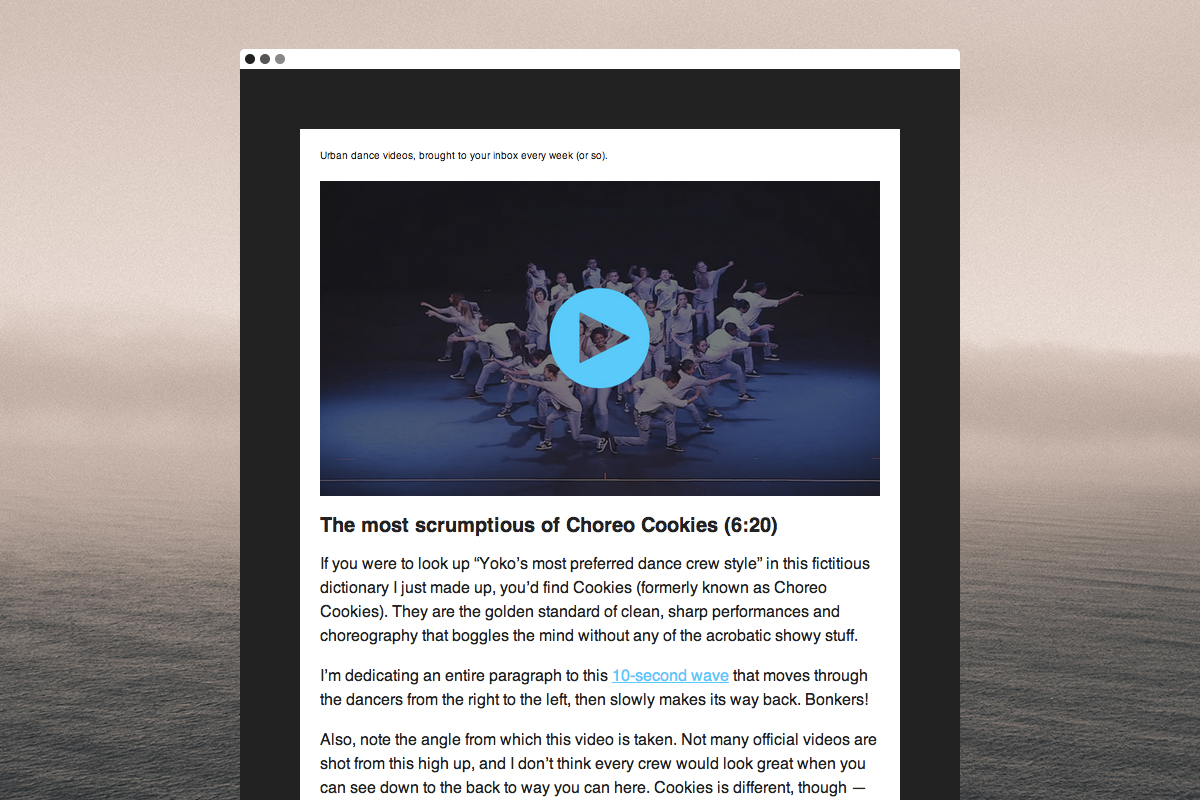 Urban dance videos, brought to your inbox every week (or so).
The most scrumptious of Choreo Cookies (6:20)
If you were to look up “Yoko’s most preferred dance crew style” in this fictitious
dictionary I just made up, you’d find Cookies (formerly known as Choreo
Cookies). They are the golden standard of clean, sharp performances and
choreography that boggles the mind without any of the acrobatic showy stuff.
I’m dedicating an entire paragraph to this 10-second wave that moves through
the dancers from the right to the left, then slowly makes its way back. Bonkers!
Also, note the angle from which this video is taken. Not many official videos are
shot from this high up, and I don’t think every crew would look great when you
can see down to the back to way you can here. Cookies is different, though —